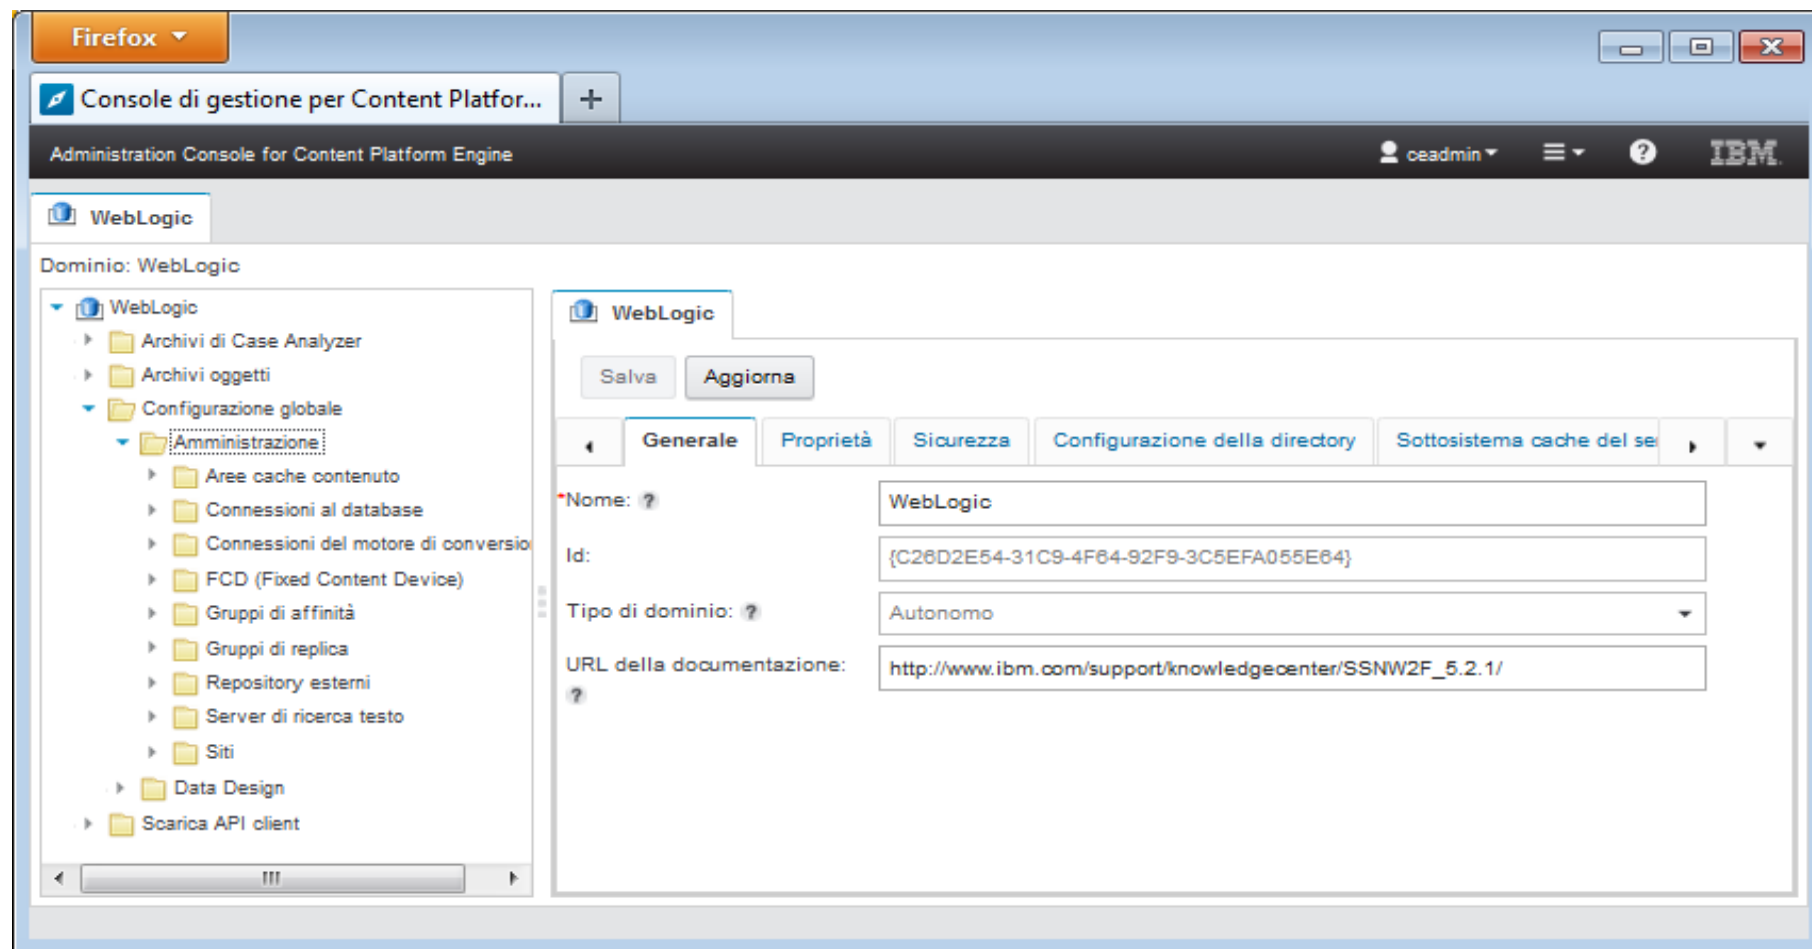 Firefox
Console di gestione per Content Platfor...
Administration Console for Content Platform Engine
ceadmin
IBM.
WebLogic
Dominio: WebLogic
WebLogic
Archivi di Case Analyzer
Archivi oggetti
Configurazione globale
Amministrazione
Aree cache contenuto
Connessioni al database
Connessioni del motore di conversio
FCD (Fixed Content Device)
Gruppi di affinità
Gruppi di replica
Repository esterni
Server di ricerca testo
Siti
Data Design
Scarica API client
WebLogic
Salva Aggiorna
Generale Proprietà Sicurezza Configurazione della directory Sottosistema cache del se
*Nome: ? WebLogic
Id: {C26D2E54-31C9-4F64-92F9-3C5EFA055E64}
Tipo di dominio: ? Autonomo
URL della documentazione: ? http://www.ibm.com/support/knowledgecenter/SSNW2F_5.2.1/